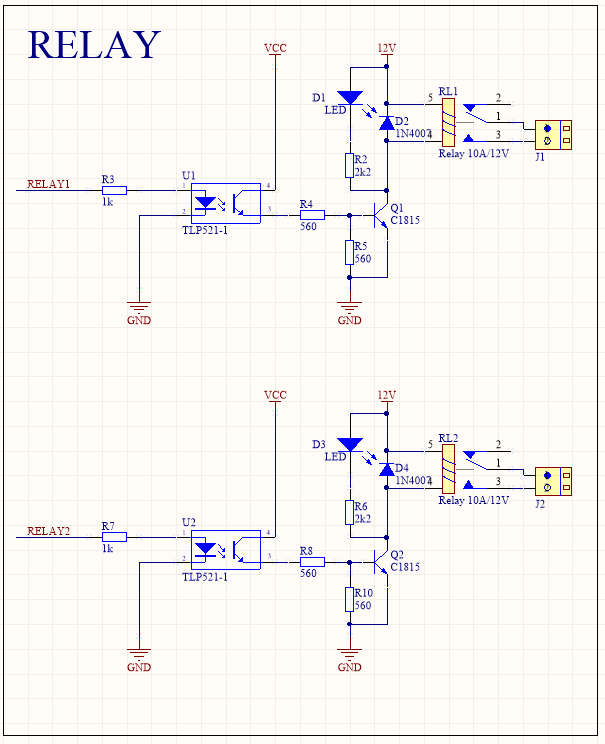 RELAY
VCC
12V
D1
LED
D2
1N4007
RL1
5
4
2
1
3
Relay 10A/12V
J1
R2
2k2
RELAY1
R3
1k
U1
1
2
4
3
TLP521-1
R4
560
Q1
C1815
R5
560
GND
GND
VCC
12V
D3
LED
D4
1N4007
RL2
5
4
2
1
3
Relay 10A/12V
J2
R6
2k2
RELAY2
R7
1k
U2
1
2
4
3
TLP521-1
R8
560
Q2
C1815
R10
560
GND
GND